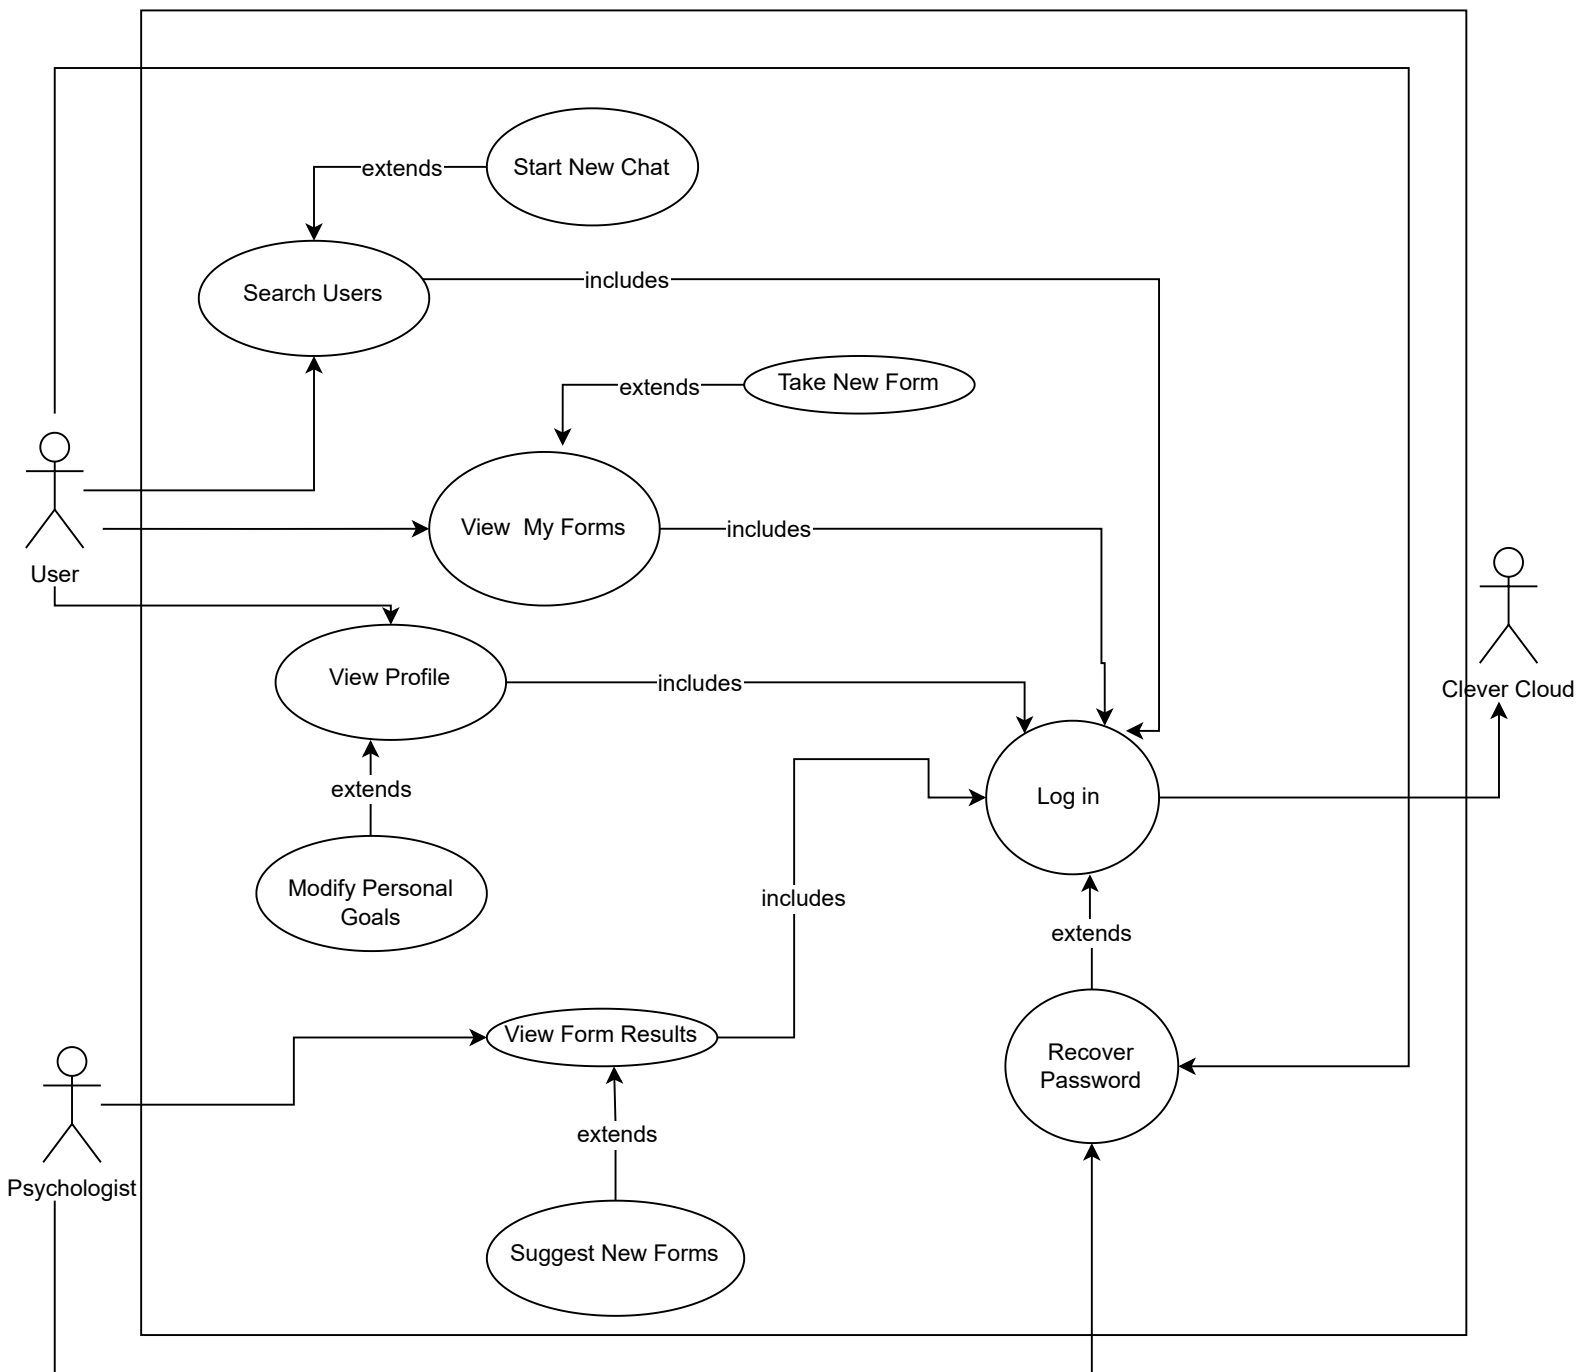 Start New Chat
extends
Search Users
includes
Take New Form
extends
View  My Forms
includes
User
View Profile
includes
Clever Cloud
extends
Log in
Modify Personal
Goals
includes
extends
View Form Results
Recover
Password
extends
Psychologist
Suggest New Forms